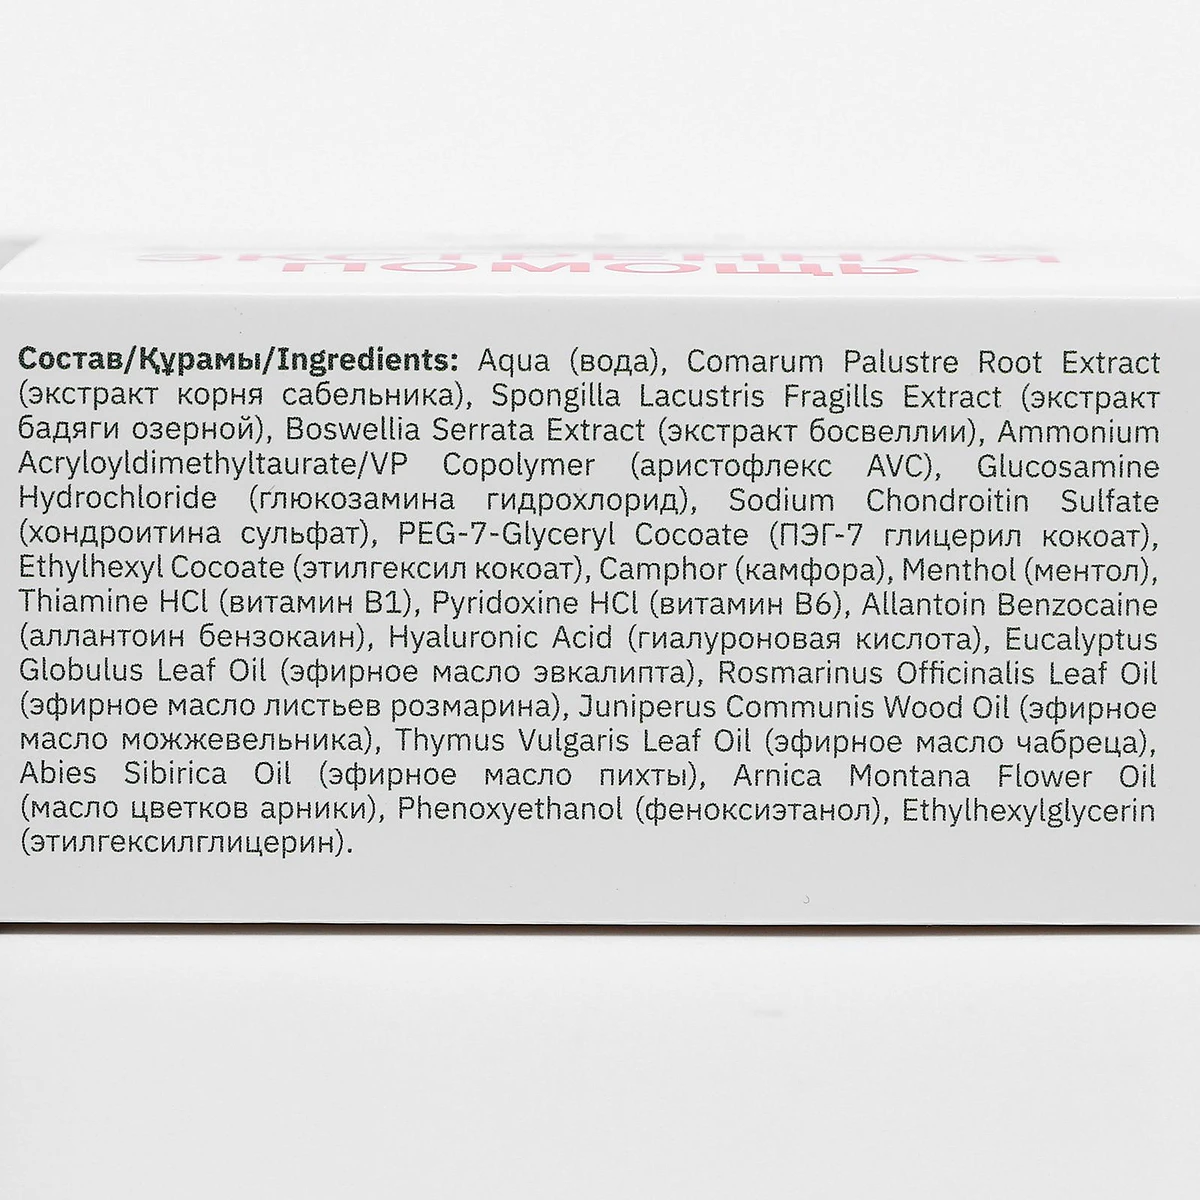 ЭКСТРЕННАЯ
ПОМОЩЬ
Состав/Құрамы/Ingredients: Aqua (вода), Comarum Palustre Root Extract
(экстракт корня сабельника), Spongilla Lacustris Fragills Extract (экстракт
бадяги озерной), Boswellia Serrata Extract (экстракт босвеллии), Ammonium
Acryloyldimethyltaurate/VP Copolymer (аристофлекс AVC), Glucosamine
Hydrochloride (глюкозамина гидрохлорид), Sodium Chondroitin Sulfate
(хондроитина сульфат), PEG-7-Glyceryl Cocoate (ПЭГ-7 глицерил кокоат),
Ethylhexyl Cocoate (этилгексил кокоат), Camphor (камфора), Menthol (ментол),
Thiamine HCl (витамин B1), Pyridoxine HCl (витамин B6), Allantoin Benzocaine
(аллантоин бензокаин), Hyaluronic Acid (гиалуроновая кислота), Eucalyptus
Globulus Leaf Oil (эфирное масло эвкалипта), Rosmarinus Officinalis Leaf Oil
(эфирное масло листьев розмарина), Juniperus Communis Wood Oil (эфирное
масло можжевельника), Thymus Vulgaris Leaf Oil (эфирное масло чабреца),
Abies Sibirica Oil (эфирное масло пихты), Arnica Montana Flower Oil
(масло цветков арники), Phenoxyethanol (феноксиэтанол), Ethylhexylglycerin
(этилгексилглицерин).